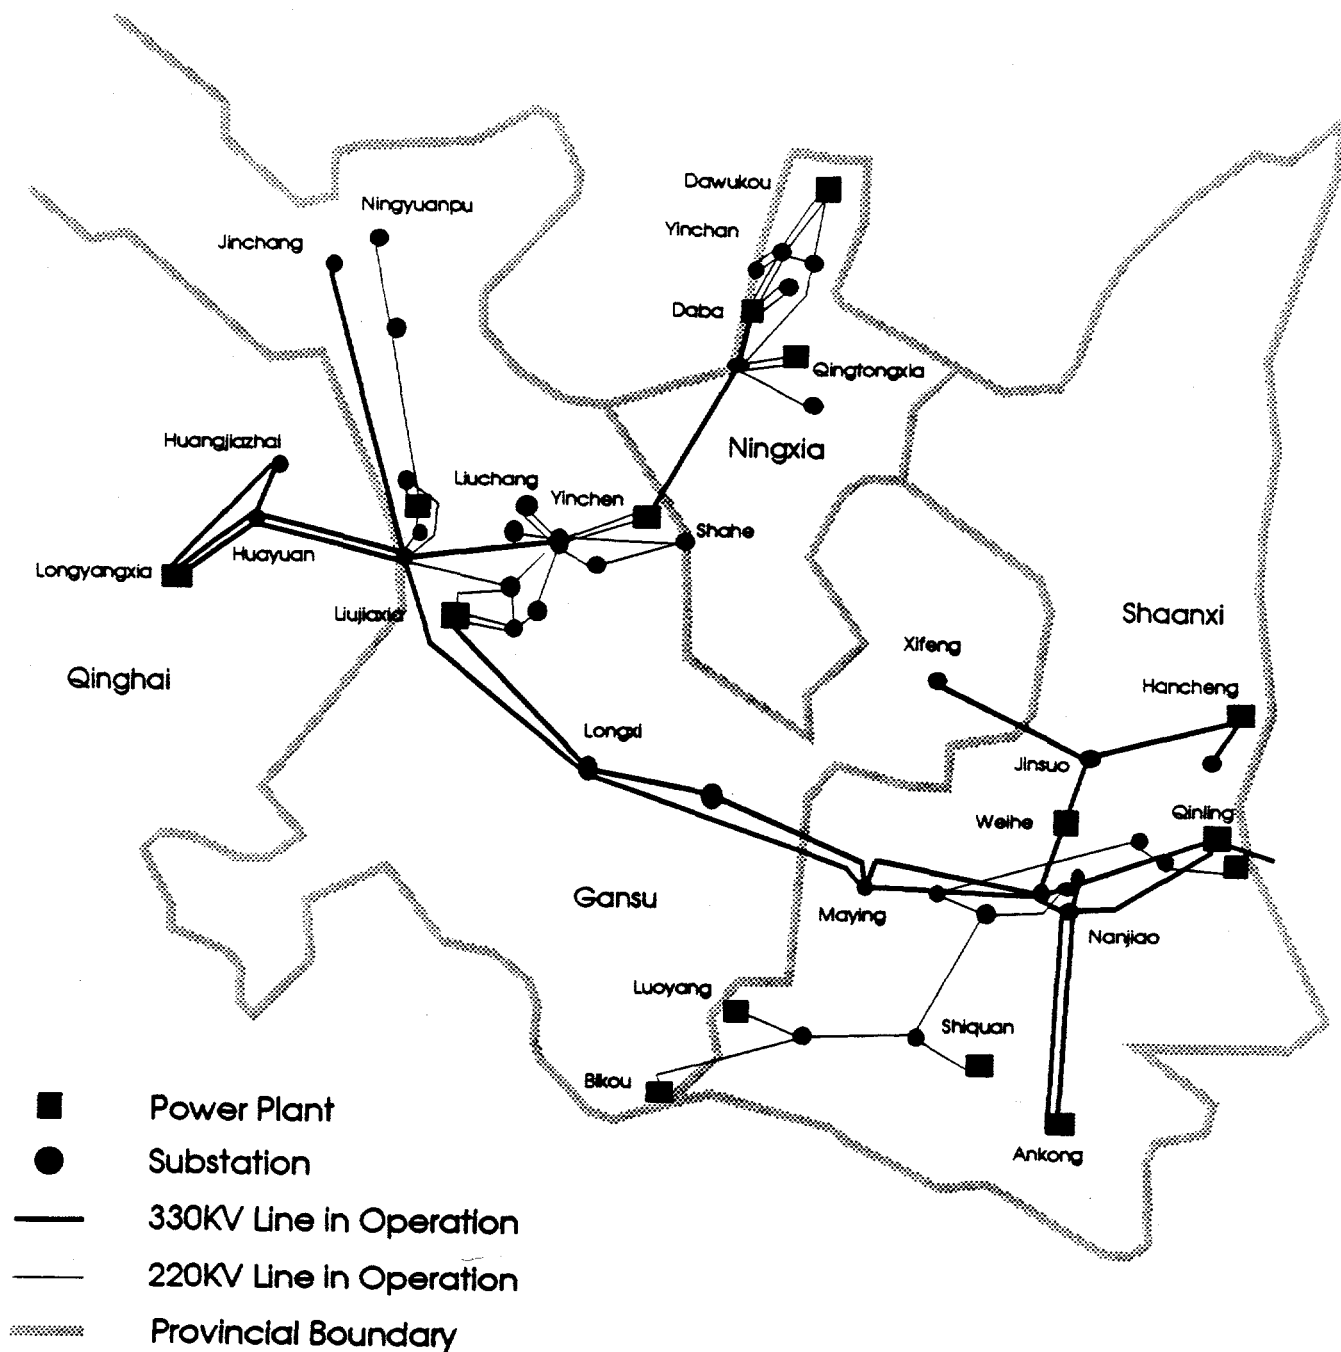 Dawukou
Ningyuanpu
Yinchan
Jinchang
Daba
Qingtongxia
Huangjiazhai
Ningxia
Liuchang
Yinchen
Shahe
Huayuan
Longyangxia
Liujiaxia
Shaanxi
Xifeng
Qinghai
Hancheng
Longxi
Jinsuo
Weihe
Qinling
Gansu
Maying
Nanjiao
Luoyang
Shiquan
Bikou
Ankong
Power Plant
Substation
330KV Line in Operation
220KV Line in Operation
Provincial Boundary